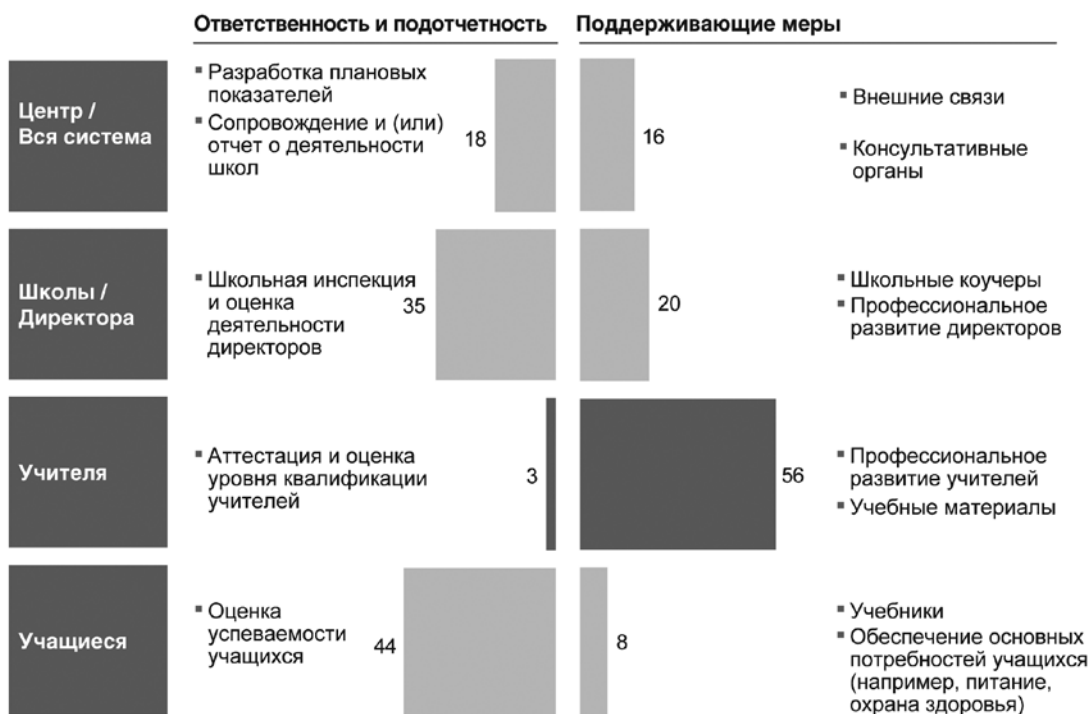 Ответственность и подотчетность
Поддерживающие меры
Центр /
Вся система
▪ Разработка плановых
показателей
▪ Сопровождение и (или)
отчет о деятельности
школ
18
16
▪ Внешние связи
▪ Консультативные
органы
Школы /
Директора
▪ Школьная инспекция
и оценка
деятельности
директоров
35
20
▪ Школьные коучеры
▪ Профессиональное
развитие директоров
Учителя
▪ Аттестация и оценка
уровня квалификации
учителей
3
56
▪ Профессиональное
развитие учителей
▪ Учебные материалы
Учащиеся
▪ Оценка
успеваемости
учащихся
44
8
▪ Учебники
▪ Обеспечение основных
потребностей учащихся
(например, питание,
охрана здоровья)